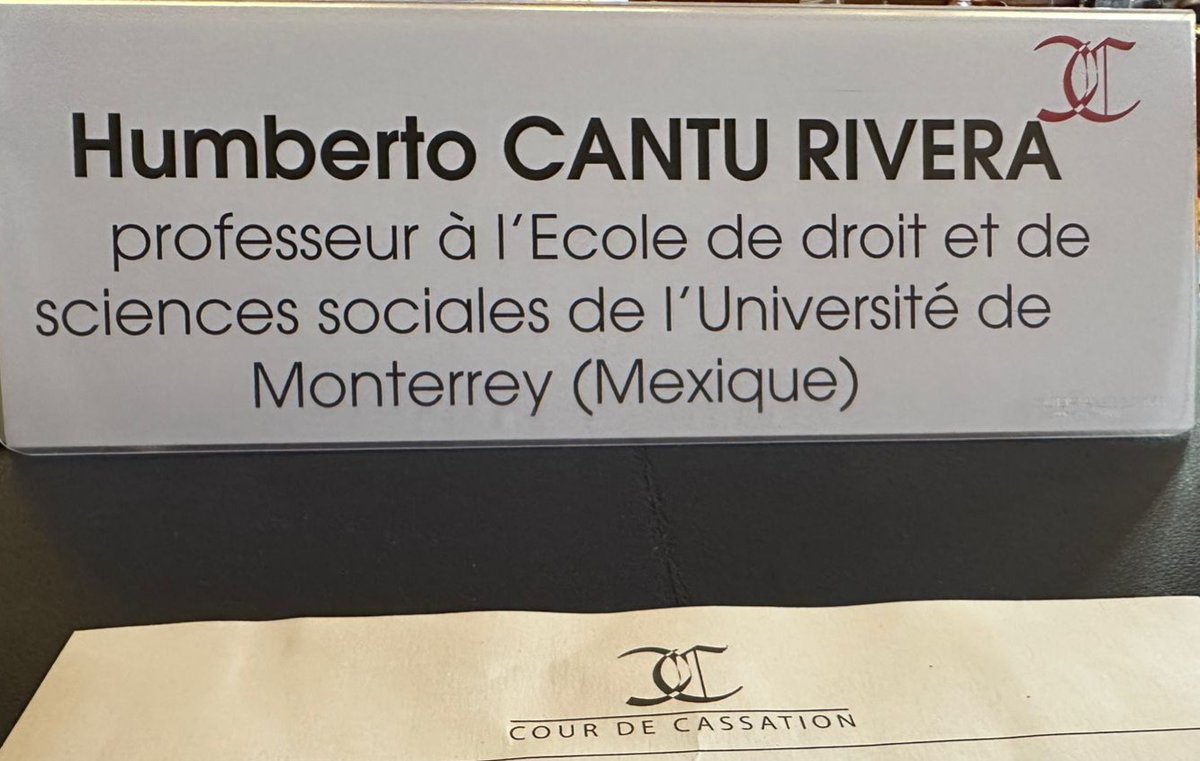 Humberto CANTU RIVERA
professeur à l'Ecole de droit et de
sciences sociales de l'Université de
Monterrey (Mexique)
COUR DE CASSATION